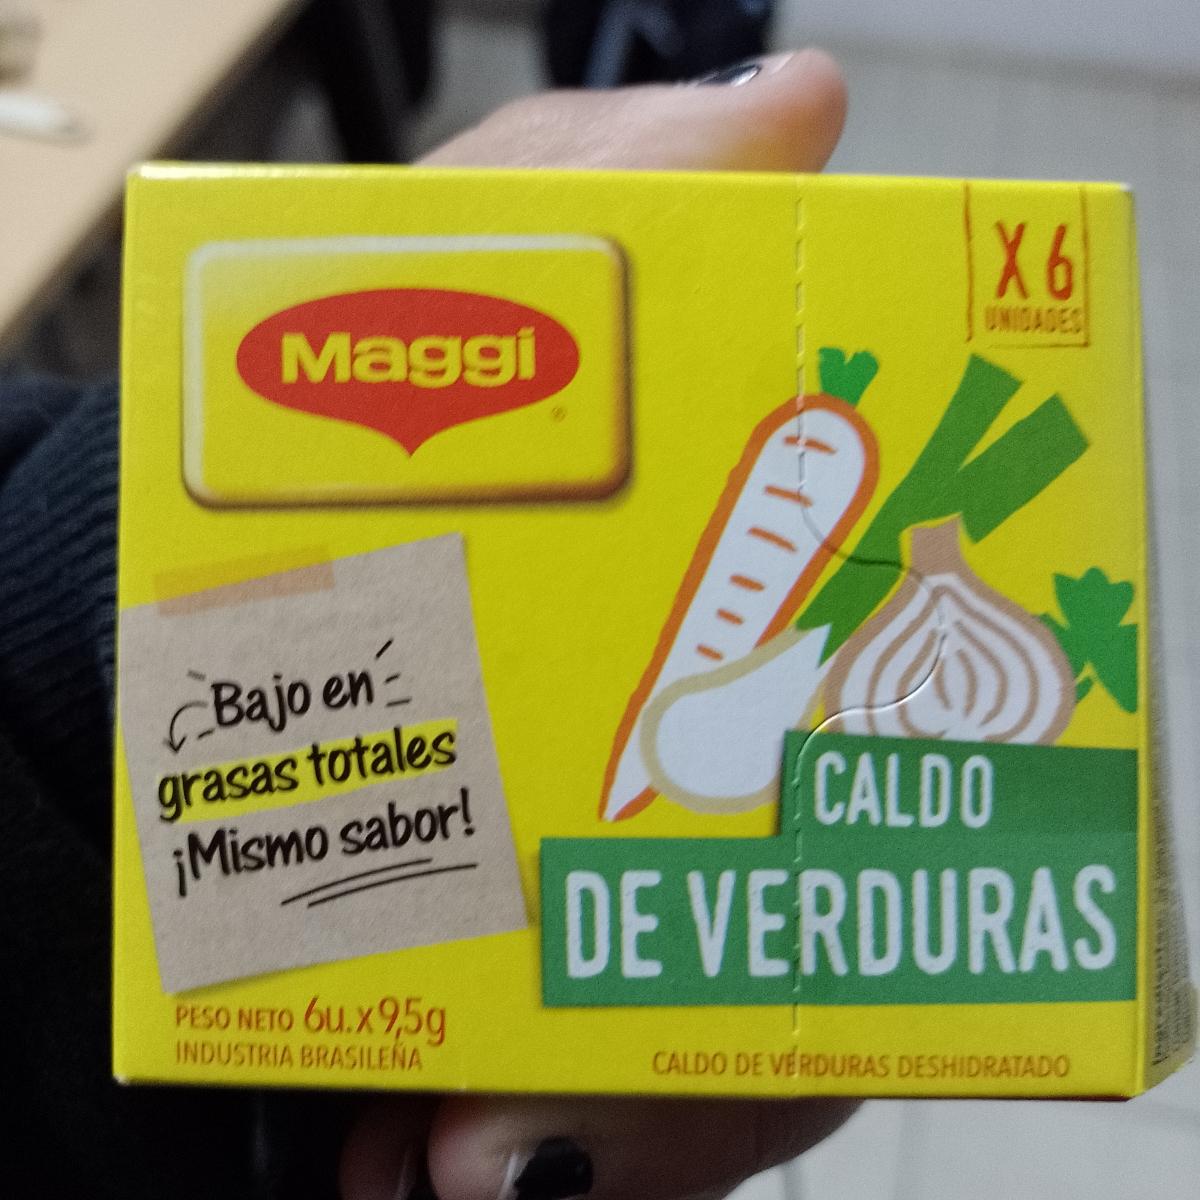 X 6
UNIDADES
Maggi
®
Bajo en
grasas totales
¡Mismo sabor!
CALDO
DE VERDURAS
PESO NETO 6u.x9,5g
INDUSTRIA BRASILEÑA
CALDO DE VERDURAS DESHIDRATADO